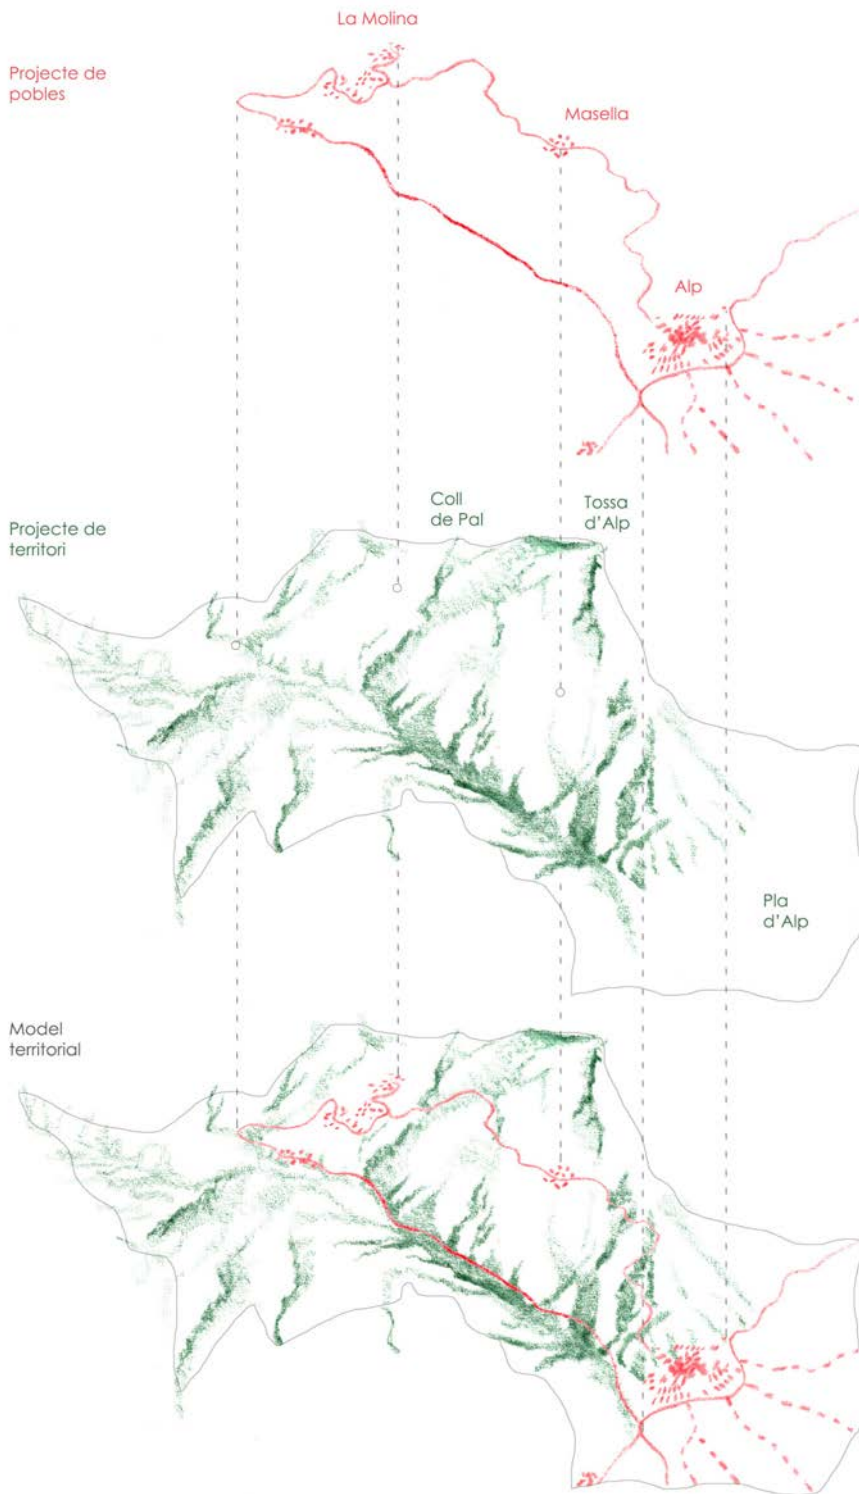 La Molina
Projecte de
pobles
Masella
Alp
Coll
de Pal
Tossa
d'Alp
Projecte de
territori
Pla
d'Alp
Model
territorial